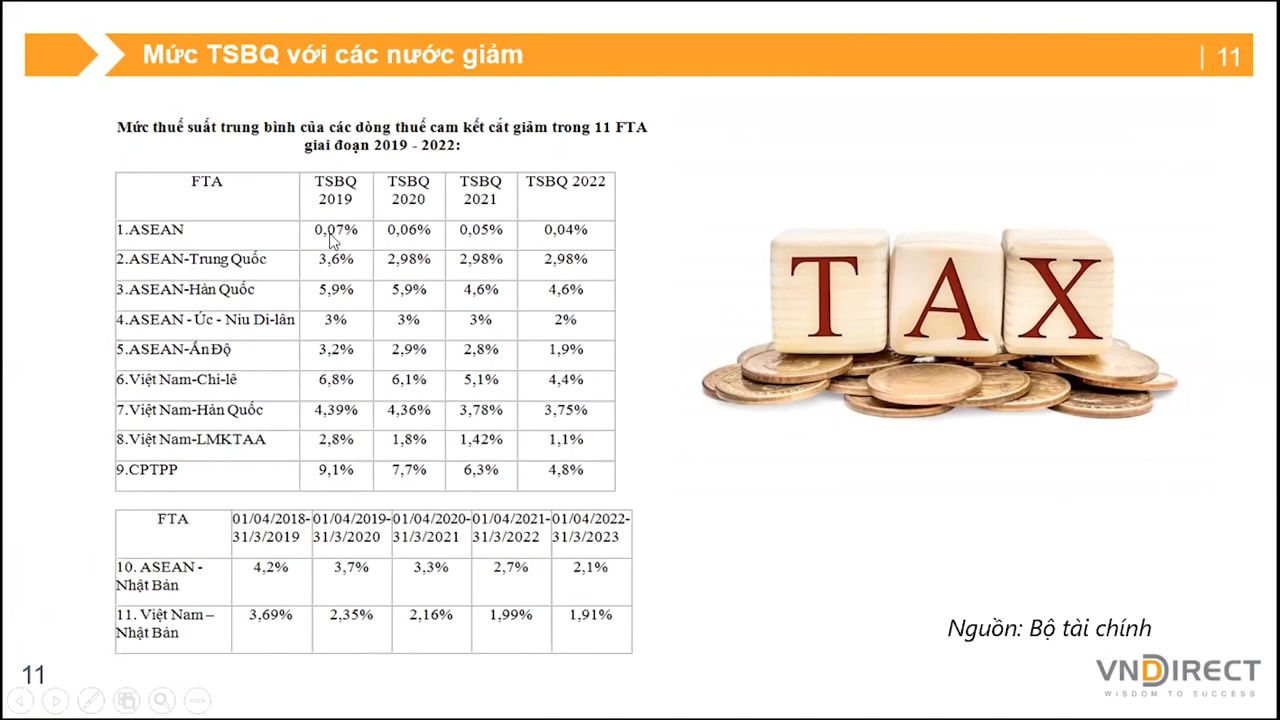 Mức TSBQ với các nước giảm
| 11
Mức thuế suất trung bình của các dòng thuế cam kết cắt giảm trong 11 FTA
giai đoạn 2019 - 2022:
FTA TSBQ 2019 TSBQ 2020 TSBQ 2021 TSBQ 2022
1.ASEAN 0,07% 0,06% 0,05% 0,04%
2.ASEAN-Trung Quốc 3,6% 2,98% 2,98% 2,98%
3.ASEAN-Hàn Quốc 5,9% 5,9% 4,6% 4,6%
4.ASEAN - Úc - Niu Di-lân 3% 3% 3% 2%
5.ASEAN-Ấn Độ 3,2% 2,9% 2,8% 1,9%
6.Việt Nam-Chi-lê 6,8% 6,1% 5,1% 4,4%
7.Việt Nam-Hàn Quốc 4,39% 4,36% 3,78% 3,75%
8.Việt Nam-LMKTAA 2,8% 1,8% 1,42% 1,1%
9.CPTPP 9,1% 7,7% 6,3% 4,8%
FTA 01/04/2018-31/3/2019 01/04/2019-31/3/2020 01/04/2020-31/3/2021 01/04/2021-31/3/2022 01/04/2022-31/3/2023
10. ASEAN - Nhật Bản 4,2% 3,7% 3,3% 2,7% 2,1%
11. Việt Nam – Nhật Bản 3,69% 2,35% 2,16% 1,99% 1,91%
TAX
Nguồn: Bộ tài chính
11
VNDIRECT
WISDOM TO SUCCESS